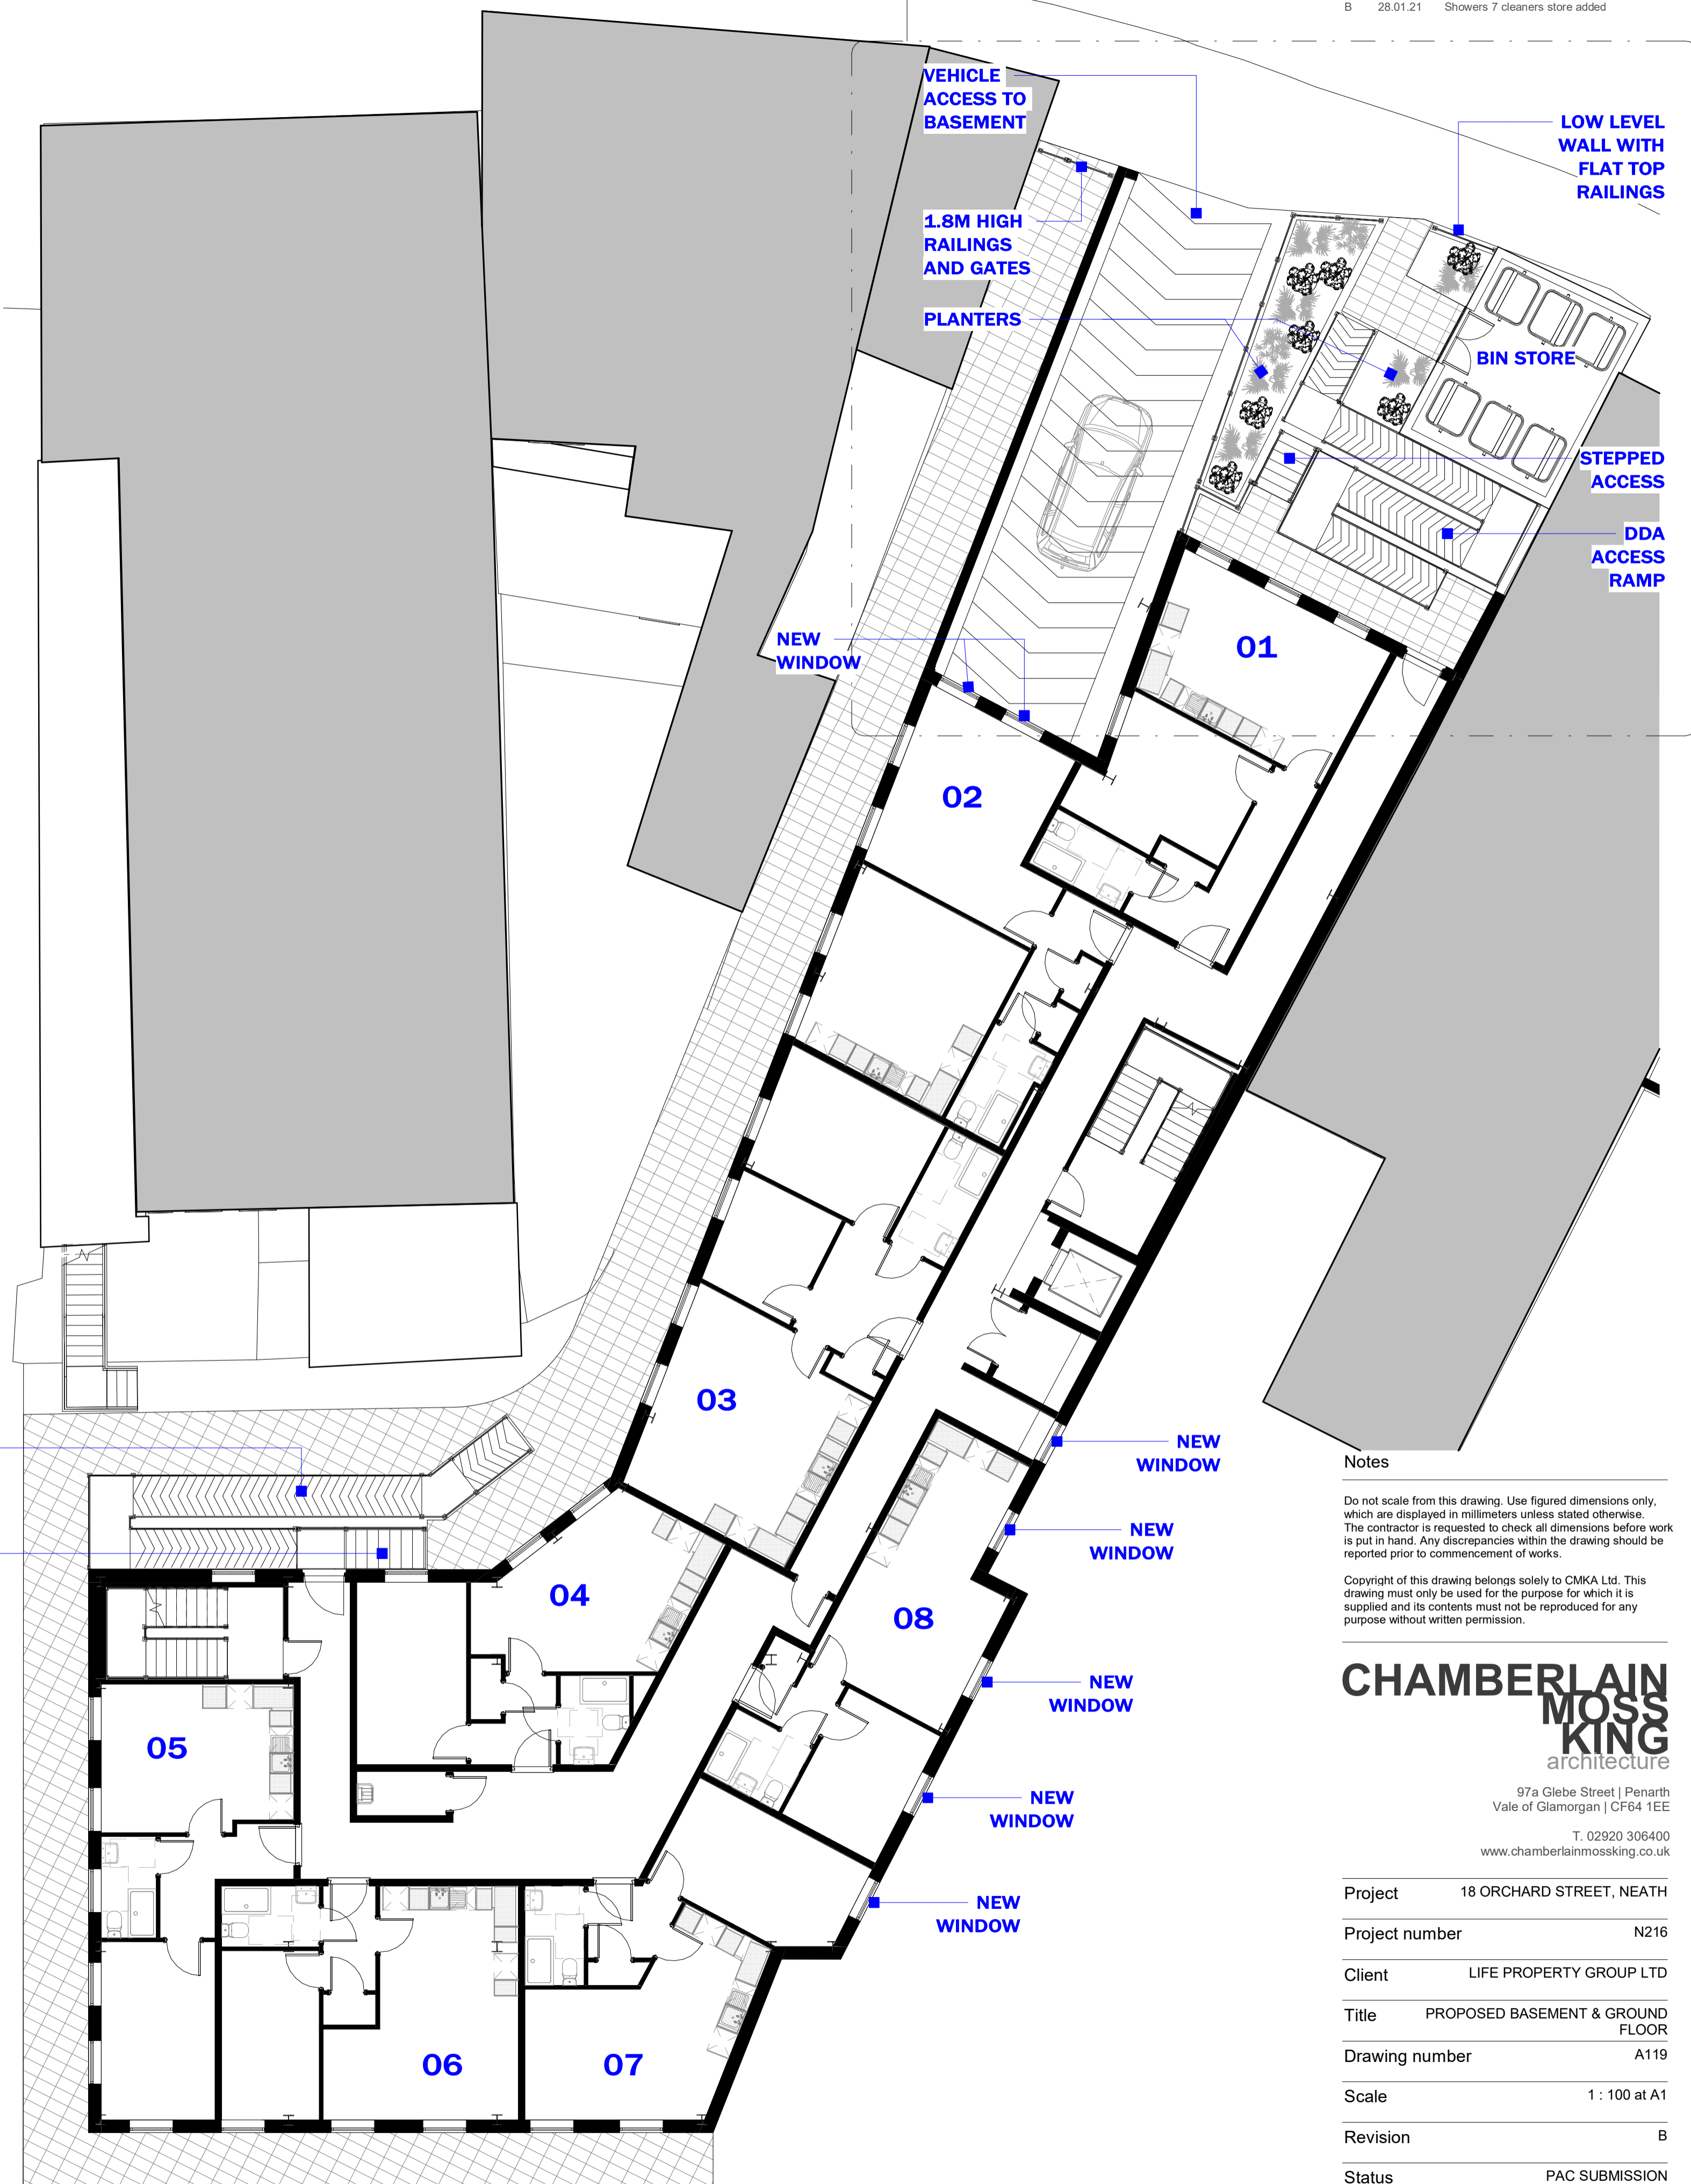 B 28.01.21 Showers 7 cleaners store added
VEHICLE
ACCESS TO
BASEMENT
LOW LEVEL
WALL WITH
FLAT TOP
RAILINGS
1.8M HIGH
RAILINGS
AND GATES
PLANTERS
BIN STORE
STEPPED
ACCESS
DDA
ACCESS
RAMP
NEW
WINDOW
01
02
03
04
05
06
07
08
NEW
WINDOW
NEW
WINDOW
NEW
WINDOW
NEW
WINDOW
NEW
WINDOW
Notes
Do not scale from this drawing. Use figured dimensions only,
which are displayed in millimeters unless stated otherwise.
The contractor is requested to check all dimensions before work
is put in hand. Any discrepancies within the drawing should be
reported prior to commencement of works.
Copyright of this drawing belongs solely to CMKA Ltd. This
drawing must only be used for the purpose for which it is
supplied and its contents must not be reproduced for any
purpose without written permission.
CHAMBERLAIN
MOSS
KING
architecture
97a Glebe Street | Penarth
Vale of Glamorgan | CF64 1EE
T. 02920 306400
www.chamberlainmossking.co.uk
Project 18 ORCHARD STREET, NEATH
Project number N216
Client LIFE PROPERTY GROUP LTD
Title PROPOSED BASEMENT & GROUND
FLOOR
Drawing number A119
Scale 1 : 100 at A1
Revision B
Status PAC SUBMISSION